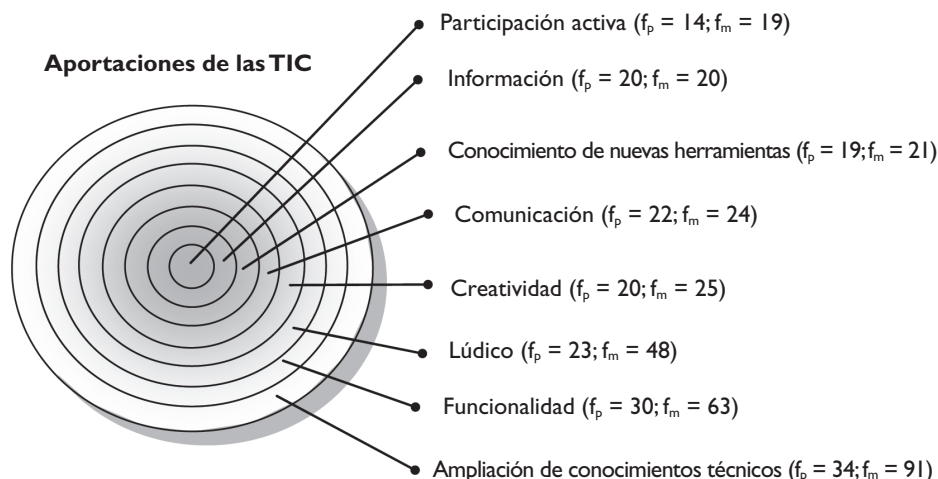 Participación activa (fp = 14; fm = 19)
Aportaciones de las TIC
Información (fp = 20; fm = 20)
Conocimiento de nuevas herramientas (fp = 19; fm = 21)
Comunicación (fp = 22; fm = 24)
Creatividad (fp = 20; fm = 25)
Lúdico (fp = 23; fm = 48)
Funcionalidad (fp = 30; fm = 63)
Ampliación de conocimientos técnicos (fp = 34; fm = 91)